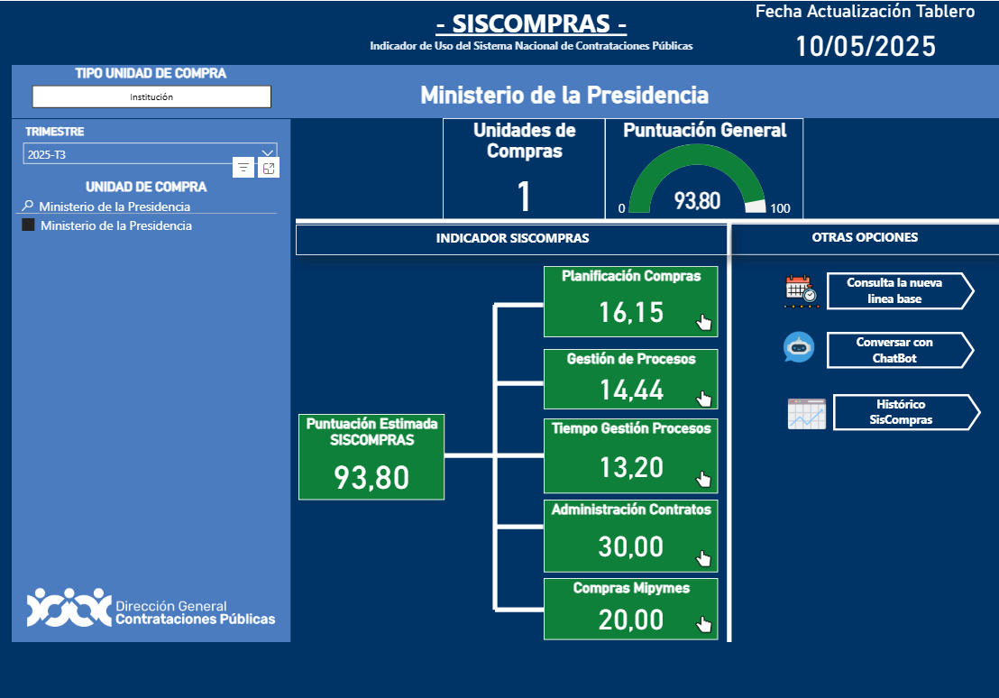 - SISCOMPRAS -
Indicador de Uso del Sistema Nacional de Contrataciones Públicas
Fecha Actualización Tablero
10/05/2025
TIPO UNIDAD DE COMPRA
Institución
Ministerio de la Presidencia
TRIMESTRE
2025-T3
UNIDAD DE COMPRA
Ministerio de la Presidencia
Ministerio de la Presidencia
Unidades de
Compras
1
Puntuación General
93,80
0
100
INDICADOR SISCOMPRAS
Puntuación Estimada
SISCOMPRAS
93,80
Planificación Compras
16,15
Gestión de Procesos
14,44
Tiempo Gestión Procesos
13,20
Administración Contratos
30,00
Compras Mipymes
20,00
OTRAS OPCIONES
Consulta la nueva
linea base
Conversar con
ChatBot
Histórico
SisCompras
Dirección General
Contrataciones Públicas